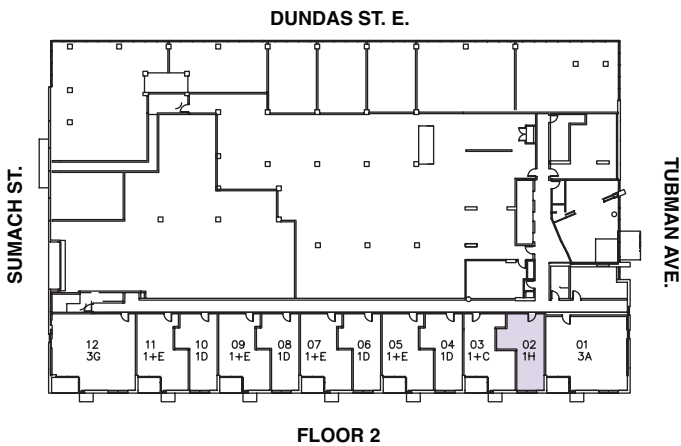 DUNDAS ST. E.
SUMACH ST.
TUBMAN AVE.
12
3G
11
1+E
10
1D
09
1+E
08
1D
07
1+E
06
1D
05
1+E
04
1D
03
1+C
02
1H
01
3A
FLOOR 2